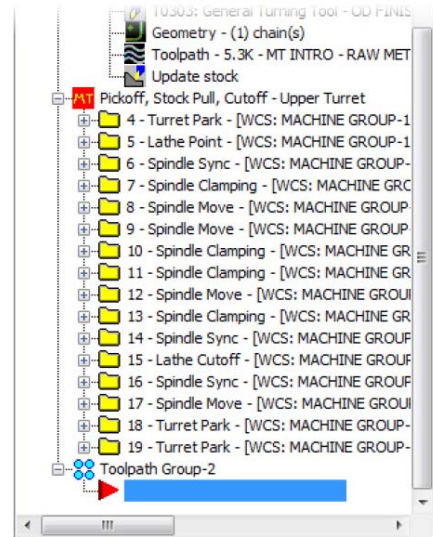 T0303: General Turning Tool - OD FINIS
Geometry - (1) chain(s)
Toolpath - 5.3K - MT INTRO - RAW MET
Update stock
MT Pickoff, Stock Pull, Cutoff - Upper Turret
4 - Turret Park - [WCS: MACHINE GROUP-1
5 - Lathe Point - [WCS: MACHINE GROUP-1
6 - Spindle Sync - [WCS: MACHINE GROUP-
7 - Spindle Clamping - [WCS: MACHINE GRC
8 - Spindle Move - [WCS: MACHINE GROUP-
9 - Spindle Move - [WCS: MACHINE GROUP-
10 - Spindle Clamping - [WCS: MACHINE GR
11 - Spindle Clamping - [WCS: MACHINE GR
12 - Spindle Move - [WCS: MACHINE GROUI
13 - Spindle Clamping - [WCS: MACHINE GR
14 - Spindle Sync - [WCS: MACHINE GROUP
15 - Lathe Cutoff - [WCS: MACHINE GROUP
16 - Spindle Sync - [WCS: MACHINE GROUP
17 - Spindle Move - [WCS: MACHINE GROUI
18 - Turret Park - [WCS: MACHINE GROUP-
19 - Turret Park - [WCS: MACHINE GROUP-
Toolpath Group-2